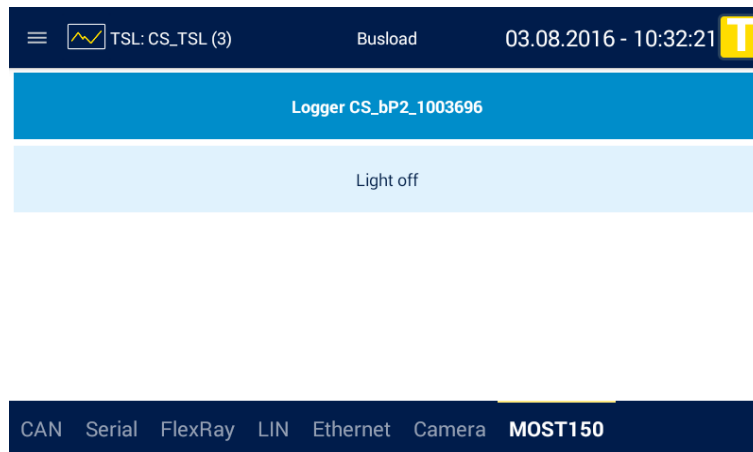 TSL: CS_TSL (3) Busload 03.08.2016 - 10:32:21 T
Logger CS_bP2_1003696
Light off
CAN Serial FlexRay LIN Ethernet Camera MOST150